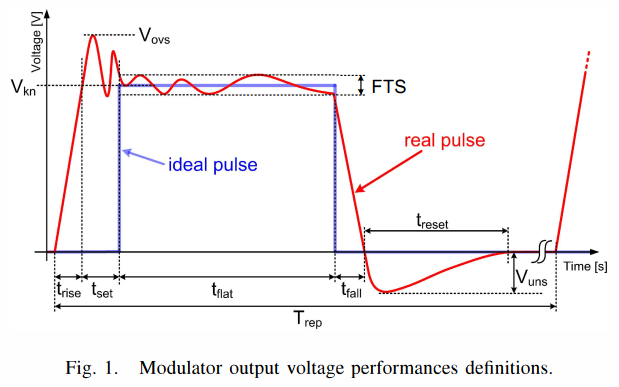 Voltage [V]
Vovs
Vkn
FTS
real pulse
ideal pulse
treset
Time [s]
Vuns
trise
tset
tflat
tfall
Trep
Fig. 1. Modulator output voltage performances definitions.